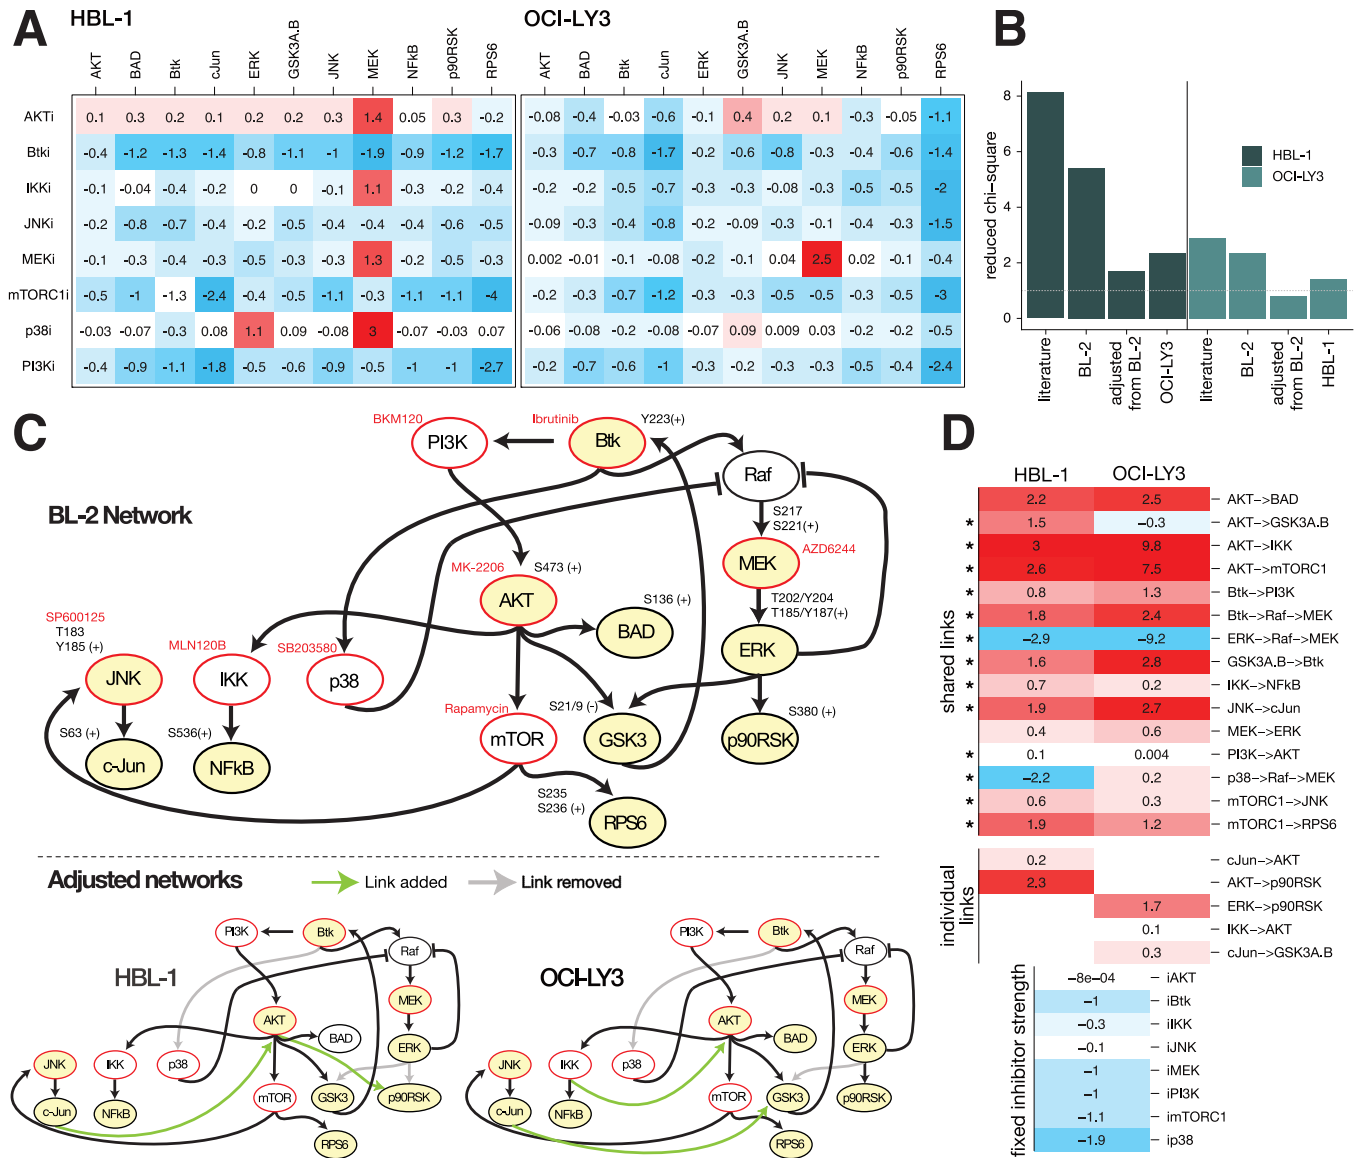 A
HBL-1
OCI-LY3
AKT BAD Btk cJun ERK GSK3A.B JNK MEK NFkB p90RSK RPS6
AKT BAD Btk cJun ERK GSK3A.B JNK MEK NFkB p90RSK RPS6
AKTi 0.1 0.3 0.2 0.1 0.2 0.2 0.3 1.4 0.05 0.3 -0.2 -0.08 -0.4 -0.03 -0.6 -0.1 0.4 0.2 0.1 -0.3 -0.05 -1.1
Btki -0.4 -1.2 -1.3 -1.4 -0.8 -1.1 -1 -1.9 -0.9 -1.2 -1.7 -0.3 -0.7 -0.8 -1.7 -0.2 -0.6 -0.8 -0.3 -0.4 -0.6 -1.4
IKKi -0.1 -0.04 -0.4 -0.2 0 0 -0.1 1.1 -0.3 -0.2 -0.4 -0.2 -0.2 -0.5 -0.7 -0.3 -0.3 -0.08 -0.3 -0.5 -0.5 -2
JNKi -0.2 -0.8 -0.7 -0.4 -0.2 -0.5 -0.4 -0.4 -0.4 -0.6 -0.5 -0.09 -0.3 -0.4 -0.8 -0.2 -0.09 -0.3 -0.1 -0.4 -0.3 -1.5
MEKi -0.1 -0.3 -0.3 -0.4 -0.5 -0.3 -0.3 1.3 -0.2 -0.5 -0.3 0.002 -0.01 -0.1 -0.08 -0.2 -0.1 0.04 2.5 0.02 -0.1 -0.4
mTORC1i -0.5 -1 -1.3 -2.4 -0.4 -0.5 -1.1 -0.3 -1.1 -1.1 -4 -0.2 -0.3 -0.7 -1.2 -0.3 -0.3 -0.5 -0.5 -0.3 -0.5 -3
p38i -0.03 -0.07 -0.3 0.08 1.1 0.09 -0.08 3 -0.07 -0.03 0.07 -0.06 -0.08 -0.2 -0.2 -0.07 0.09 0.009 0.03 -0.2 -0.2 -0.5
PI3Ki -0.4 -0.9 -1.1 -1.8 -0.5 -0.6 -0.9 -0.5 -1 -1 -2.7 -0.2 -0.7 -0.6 -1 -0.3 -0.2 -0.3 -0.3 -0.5 -0.4 -2.4
B
reduced chi-square
8
6
4
2
0
HBL-1
OCI-LY3
literature
BL-2
adjusted
from BL-2
OCI-LY3
literature
BL-2
adjusted
from BL-2
HBL-1
C
BL-2 Network
BKM120
PI3K
Ibrutinib
Btk
Y223(+)
Raf
S217
S221(+)
MEK
AZD6244
T202/Y204
T185/Y187(+)
ERK
MK-2206
S473 (+)
AKT
S136 (+)
BAD
SP600125
T183
Y185 (+)
JNK
MLN120B
IKK
SB203580
p38
Rapamycin
mTOR
S21/9 (-)
GSK3
S380 (+)
p90RSK
S63 (+)
c-Jun
S536(+)
NFkB
S235
S236 (+)
RPS6
Adjusted networks
Link added
Link removed
HBL-1
PI3K
Btk
Raf
MEK
AKT
BAD
ERK
JNK
IKK
p38
mTOR
GSK3
p90RSK
c-Jun
NFkB
RPS6
OCI-LY3
PI3K
Btk
Raf
MEK
AKT
BAD
ERK
JNK
IKK
p38
mTOR
GSK3
p90RSK
c-Jun
NFkB
RPS6
D
HBL-1 OCI-LY3
shared links
2.2 2.5 AKT->BAD
* 1.5 -0.3 AKT->GSK3A.B
* 3 9.8 AKT->IKK
* 2.6 7.5 AKT->mTORC1
* 0.8 1.3 Btk->PI3K
* 1.8 2.4 Btk->Raf->MEK
* -2.9 -9.2 ERK->Raf->MEK
* 1.6 2.8 GSK3A.B->Btk
* 0.7 0.2 IKK->NFkB
* 1.9 2.7 JNK->cJun
0.4 0.6 MEK->ERK
* 0.1 0.004 PI3K->AKT
* -2.2 0.2 p38->Raf->MEK
* 0.6 0.3 mTORC1->JNK
* 1.9 1.2 mTORC1->RPS6
individual
links
0.2 cJun->AKT
2.3 AKT->p90RSK
1.7 ERK->p90RSK
0.1 IKK->AKT
0.3 cJun->GSK3A.B
fixed inhibitor strength
-8e-04 iAKT
-1 iBtk
-0.3 iIKK
-0.1 iJNK
-1 iMEK
-1 iPI3K
-1.1 imTORC1
-1.9 ip38